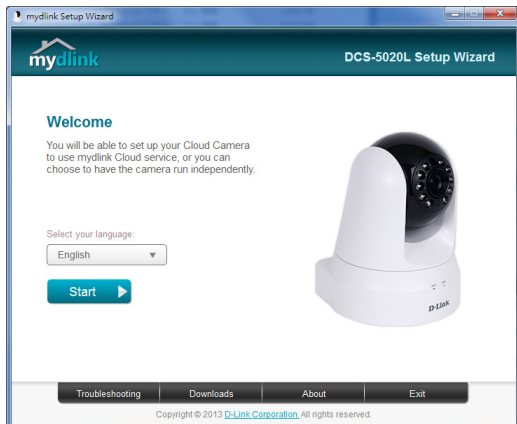 mydlink Setup Wizard
mydlink
DCS-5020L Setup Wizard
Welcome
You will be able to set up your Cloud Camera
to use mydlink Cloud service, or you can
choose to have the camera run independently.
Select your language:
English
Start
D-Link
Troubleshooting Downloads About Exit
Copyright © 2013 D-Link Corporation. All rights reserved.